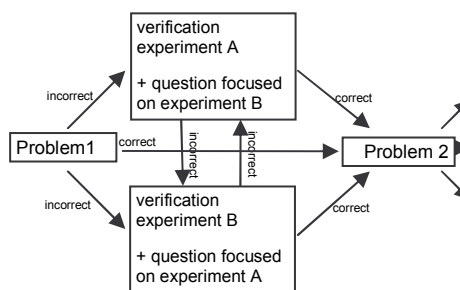 verification
experiment A
+ question focused
on experiment B
incorrect
correct
Problem1
correct
incorrect
incorrect
Problem 2
incorrect
correct
verification
experiment B
+ question focused
on experiment A